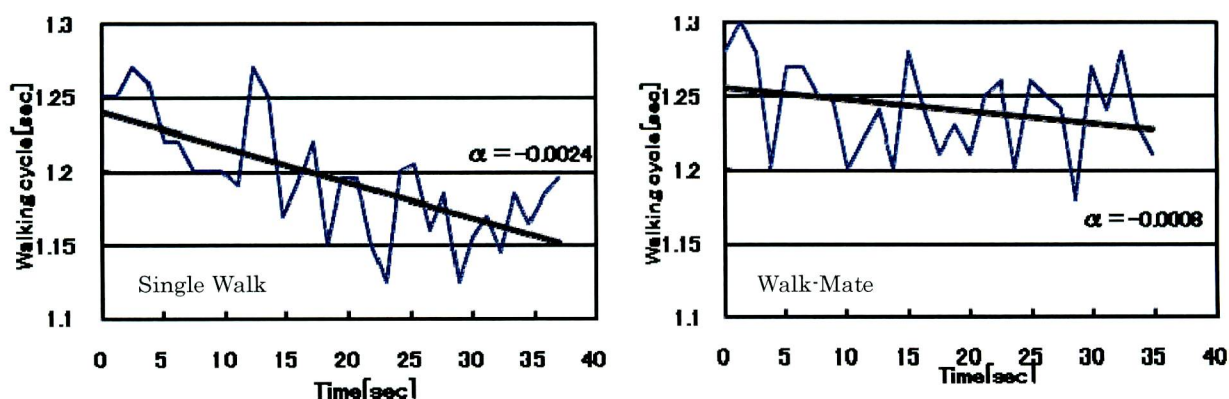 Walking cycle[sec.]
1.3
1.25
1.2
1.15
1.1
α = -0.0024
Single Walk
0 5 10 15 20 25 30 35 40
Time[sec]
Walking cycle[sec.]
1.3
1.25
1.2
1.15
1.1
α = -0.0008
Walk-Mate
0 5 10 15 20 25 30 35 40
Time[sec]